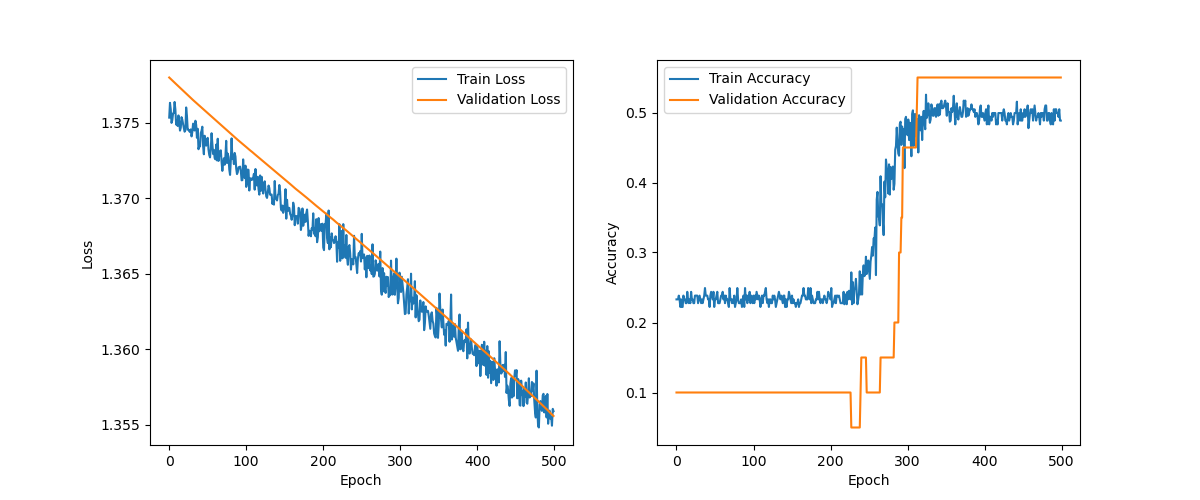 Train Loss
Validation Loss
1.375
1.370
1.365
1.360
1.355
Loss
0
100
200
300
400
500
Epoch
Train Accuracy
Validation Accuracy
0.5
0.4
0.3
0.2
0.1
Accuracy
0
100
200
300
400
500
Epoch